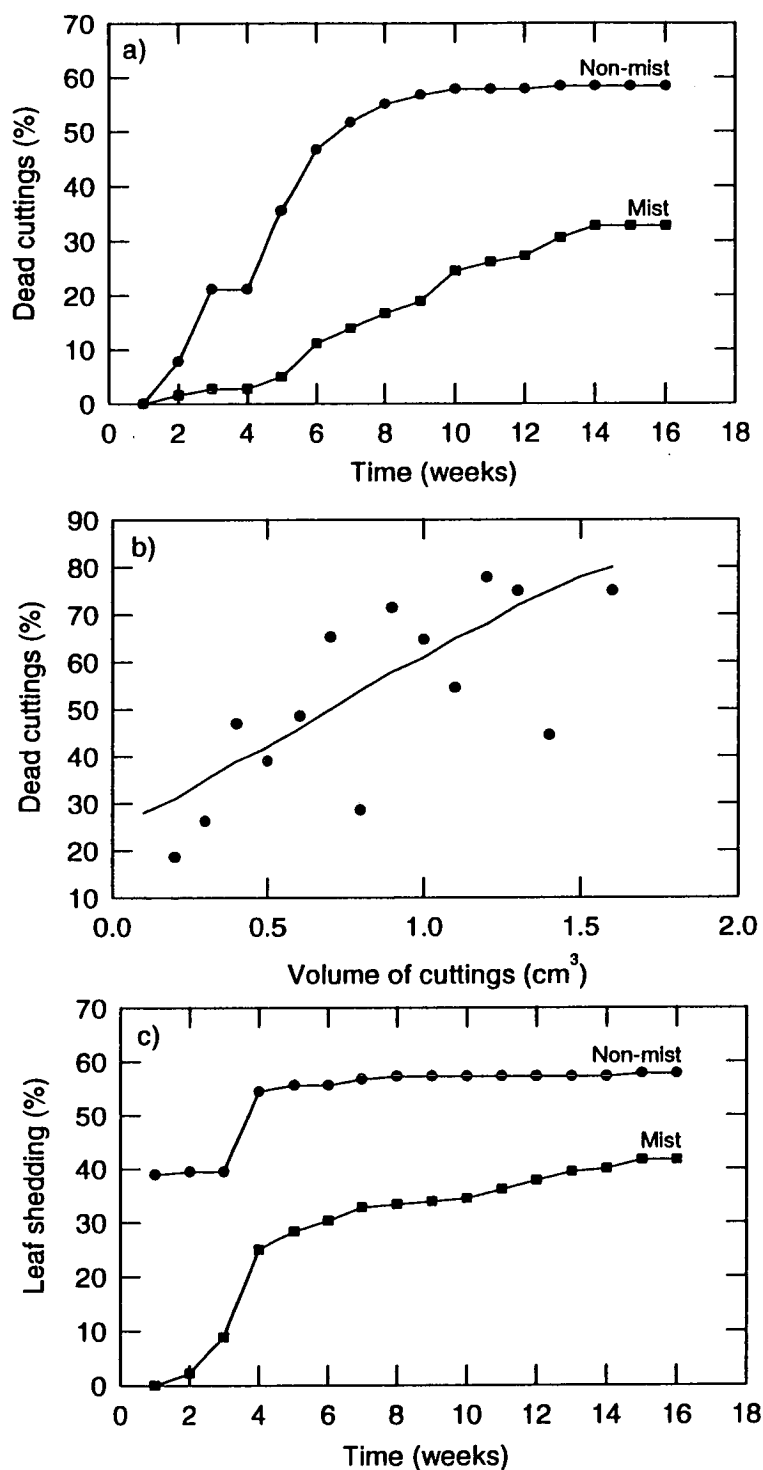 a)
Non-mist
Mist
Dead cuttings (%)
70
60
50
40
30
20
10
0
0 2 4 6 8 10 12 14 16 18
Time (weeks)
b)
Dead cuttings (%)
90
80
70
60
50
40
30
20
10
0.0 0.5 1.0 1.5 2.0
Volume of cuttings (cm³)
c)
Non-mist
Mist
Leaf shedding (%)
70
60
50
40
30
20
10
0
0 2 4 6 8 10 12 14 16 18
Time (weeks)